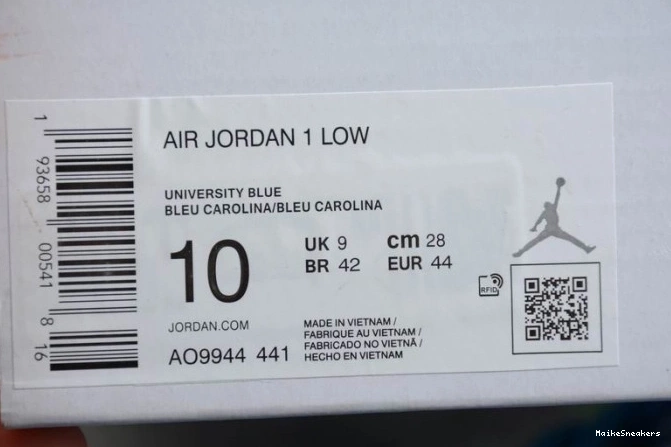 AIR JORDAN 1 LOW
UNIVERSITY BLUE
BLEU CAROLINA/BLEU CAROLINA
10
UK 9 cm 28
BR 42 EUR 44
RFID
JORDAN.COM
AO9944 441
MADE IN VIETNAM /
FABRIQUE AU VIETNAM /
FABRICADO NO VIETNÃ /
HECHO EN VIETNAM
1 93658 00541 8 16
MaikeSneakers